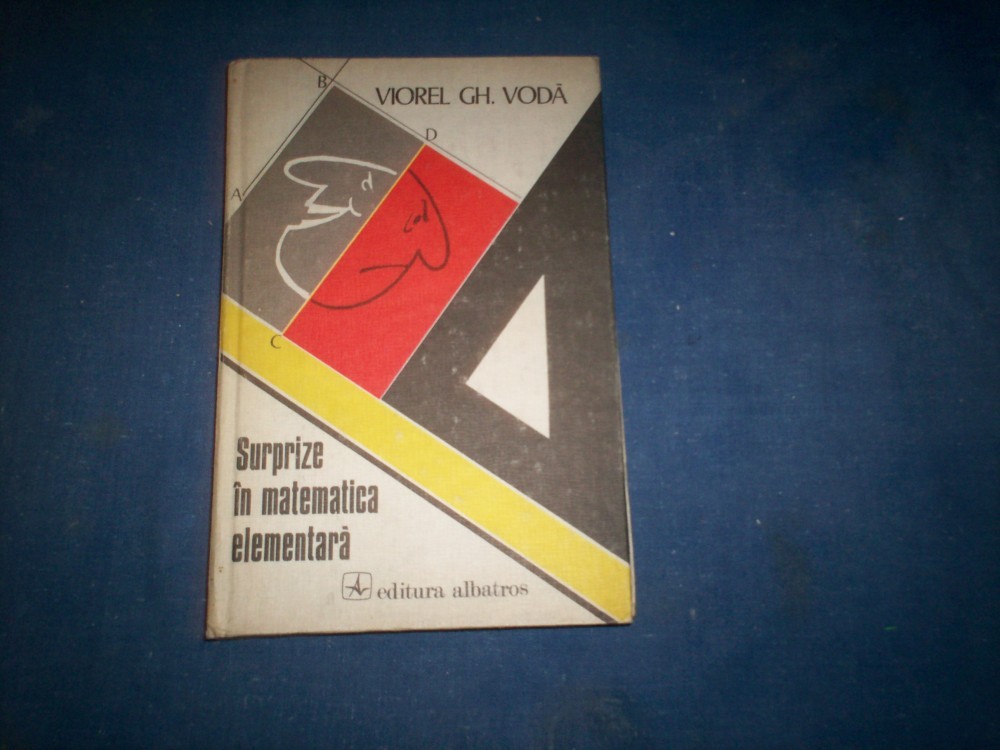 B
VIOREL GH. VODĂ
D
A
C
Surprize
în matematica
elementară
editura albatros